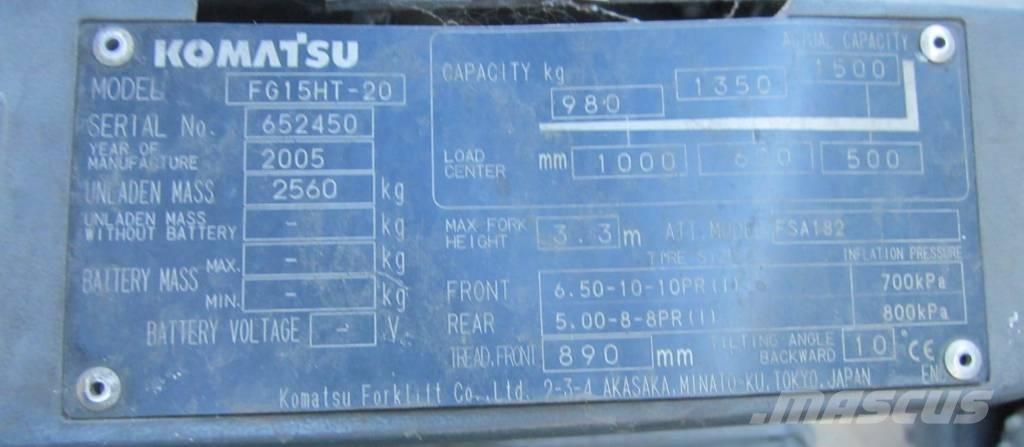 KOMATSU
MODEL FG15HT-20
SERIAL No. 652450
YEAR OF MANUFACTURE 2005
UNLADEN MASS 2560 kg
UNLADEN MASS WITHOUT BATTERY - kg
BATTERY MASS MAX. - kg
MIN. - kg
BATTERY VOLTAGE - V
ACTUAL CAPACITY
CAPACITY kg 980 1350 1500
LOAD CENTER mm 1000 600 500
MAX FORK HEIGHT 3.3 m ATT. MODEL FSA182
TYRE SIZE INFLATION PRESSURE
FRONT 6.50-10-10PR(I) 700kPa
REAR 5.00-8-8PR(I) 800kPa
TREAD, FRONT 890 mm TILTING ANGLE BACKWARD 10° CE
Komatsu Forklift Co., Ltd. 2-3-4 AKASAKA, MINATO-KU, TOKYO, JAPAN EN
MASCUS